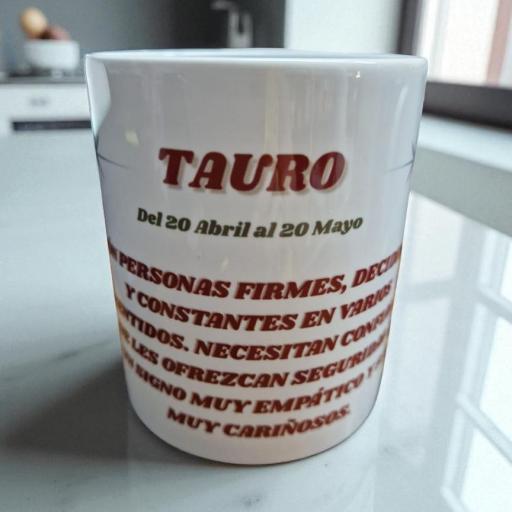 TAURO
Del 20 Abril al 20 Mayo
PERSONAS FIRMES,
Y CONSTANTES EN VARIOS
NECESITAN
LES OFREZCAN
SIGNO MUY EMPÁTICO Y
MUY CARIÑOSOS.